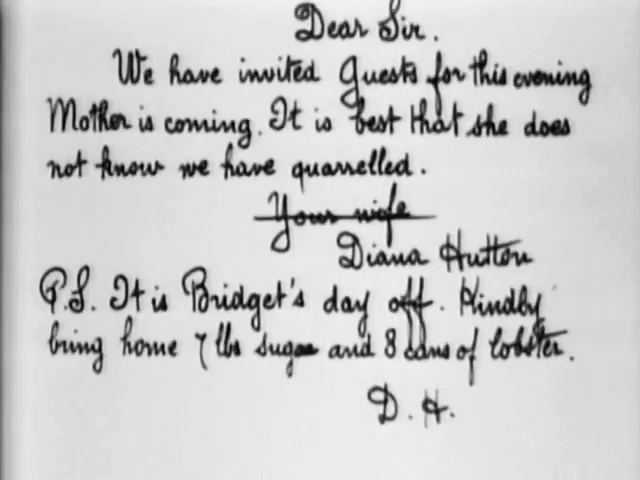 Dear Sir.
We have invited Guests for this evening
Mother is coming. It is best that she does
not know we have quarrelled.
Your wife
Diana Hutton
P.S. It is Bridget's day off. Kindly
bring home 7 lbs sugar and 8 cans of lobster.
D. H.